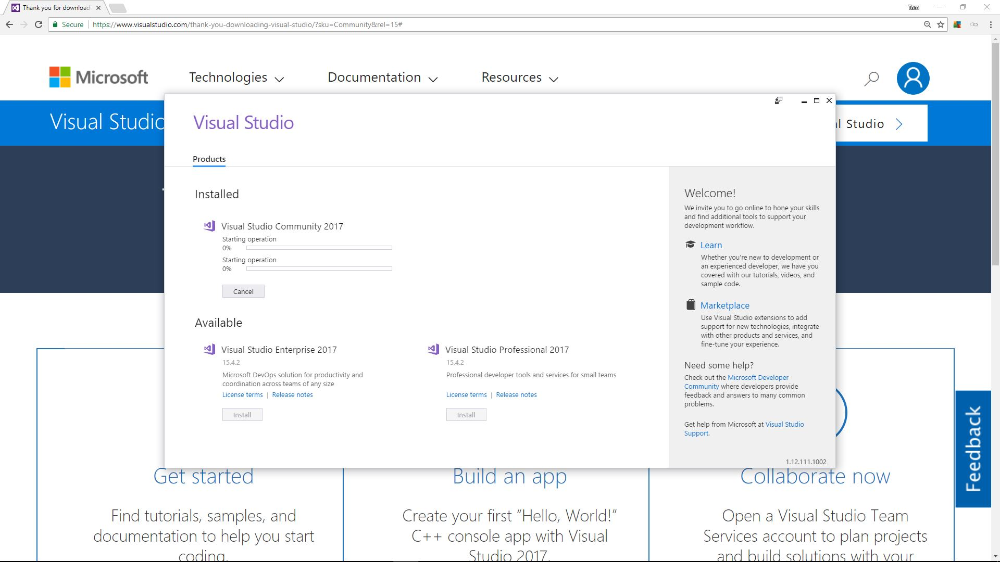 Thank you for download
Tom
Secure
https://www.visualstudio.com/thank-you-downloading-visual-studio/?sku=Community&rel=15#
Microsoft
Technologies
Documentation
Resources
Visual Studio
Studio
Visual Studio
Products
Installed
Visual Studio Community 2017
Starting operation
0%
Starting operation
0%
Cancel
Available
Visual Studio Enterprise 2017
15.4.2
Microsoft DevOps solution for productivity and
coordination across teams of any size
License terms | Release notes
Install
Visual Studio Professional 2017
15.4.2
Professional developer tools and services for small teams
License terms | Release notes
Install
Welcome!
We invite you to go online to hone your skills
and find additional tools to support your
development workflow.
Learn
Whether you're new to development or
an experienced developer, we have you
covered with our tutorials, videos, and
sample code.
Marketplace
Use Visual Studio extensions to add
support for new technologies, integrate
with other products and services, and
fine-tune your experience.
Need some help?
Check out the Microsoft Developer
Community where developers provide
feedback and answers to many common
problems.
Get help from Microsoft at Visual Studio
Support.
1.12.111.1002
Feedback
Get started
Find tutorials, samples, and
documentation to help you start
coding.
Build an app
Create your first “Hello, World!”
C++ console app with Visual
Studio 2017.
Collaborate now
Open a Visual Studio Team
Services account to plan projects
and build solutions with your